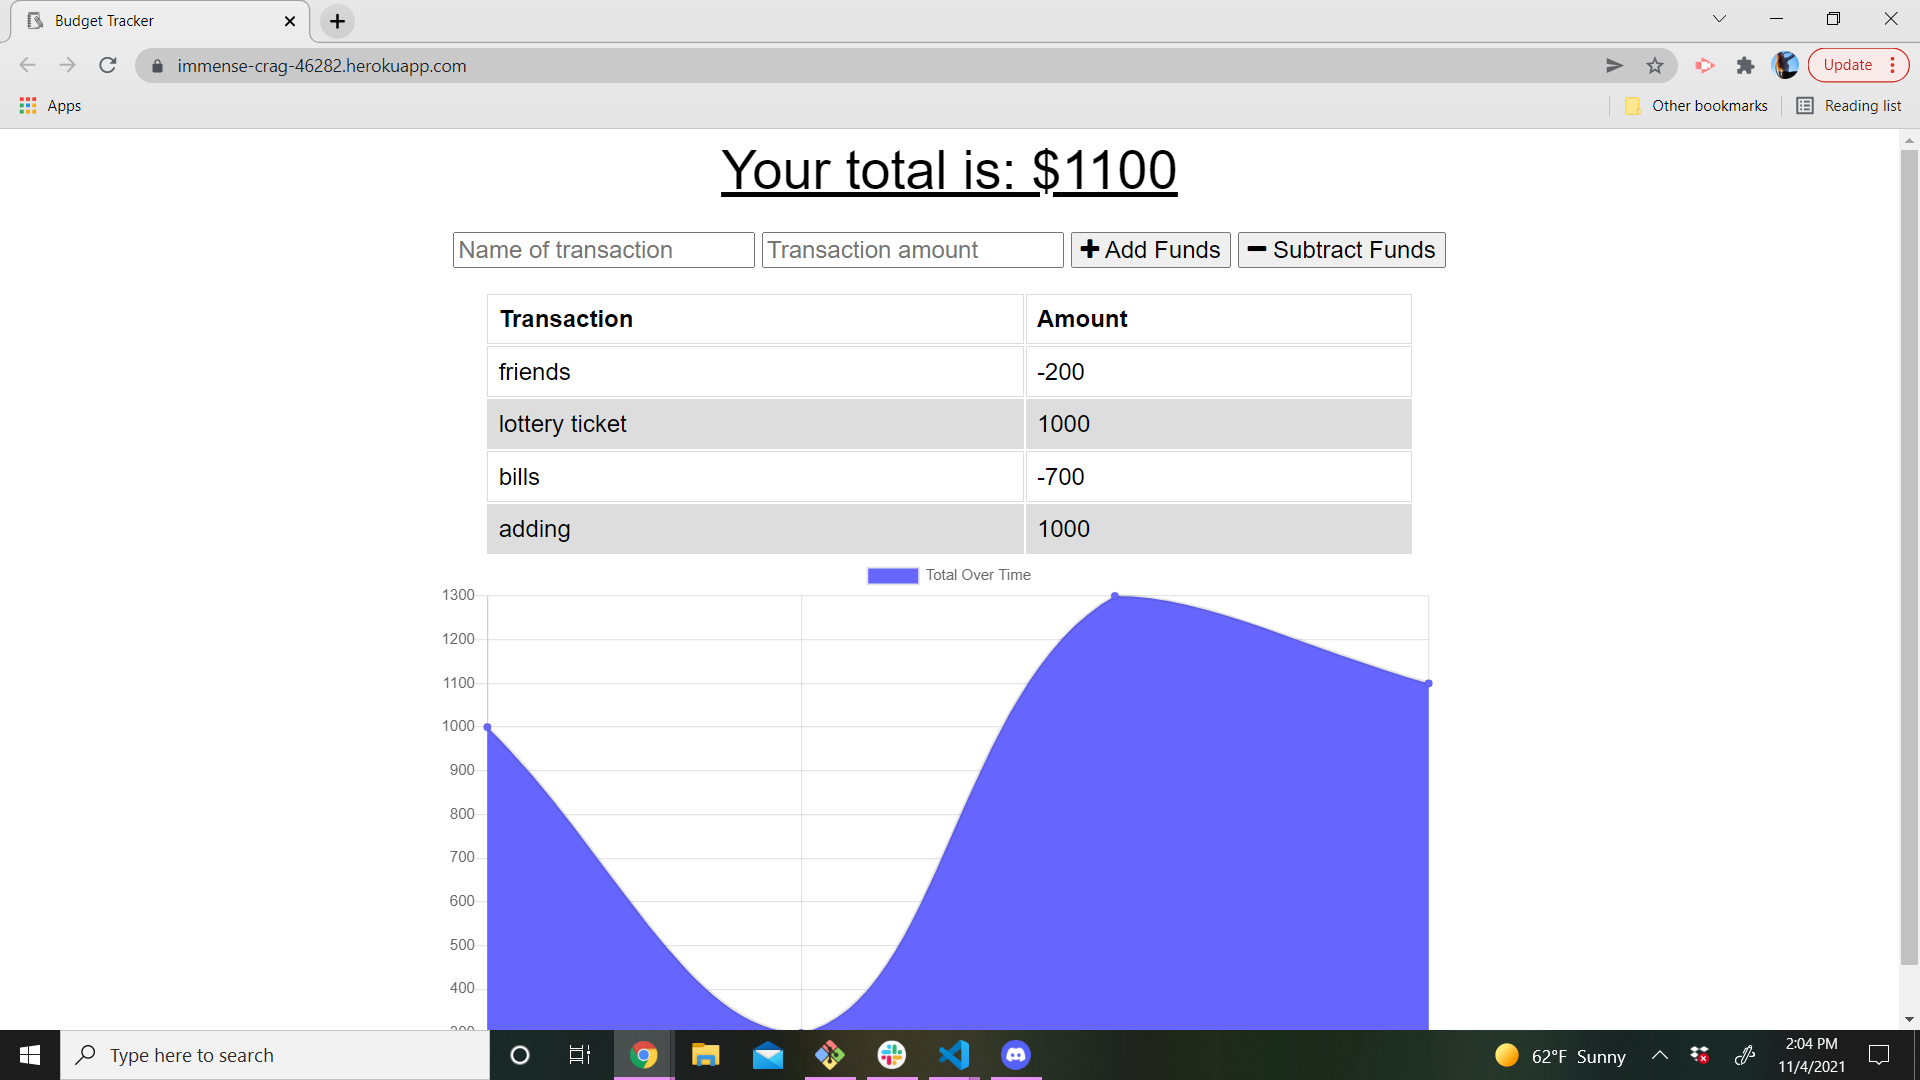 Budget Tracker
immense-crag-46282.herokuapp.com
Update
Apps
Other bookmarks
Reading list
Your total is: $1100
Name of transaction Transaction amount Add Funds Subtract Funds
Transaction Amount
friends -200
lottery ticket 1000
bills -700
adding 1000
Total Over Time
1300
1200
1100
1000
900
800
700
600
500
400
Type here to search
62°F Sunny
2:04 PM
11/4/2021